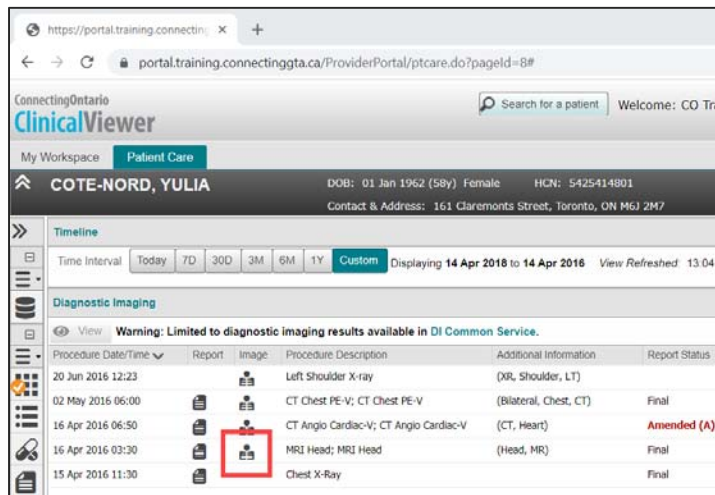 https://portal.training.connecting
portal.training.connectinggta.ca/ProviderPortal/ptcare.do?pageId=8#
ConnectingOntario
ClinicalViewer
Search for a patient Welcome: CO Tr
My Workspace Patient Care
COTE-NORD, YULIA DOB: 01 Jan 1962 (58y) Female HCN: 5425414801
Contact & Address: 161 Claremonts Street, Toronto, ON M6J 2M7
Timeline
Time Interval Today 7D 30D 3M 6M 1Y Custom Displaying 14 Apr 2018 to 14 Apr 2016 View Refreshed: 13:04
Diagnostic Imaging
View Warning: Limited to diagnostic imaging results available in DI Common Service.
Procedure Date/Time Report Image Procedure Description Additional Information Report Status
20 Jun 2016 12:23 Left Shoulder X-ray (XR, Shoulder, LT)
02 May 2016 06:00 CT Chest PE-V; CT Chest PE-V (Bilateral, Chest, CT) Final
16 Apr 2016 06:50 CT Angio Cardiac-V; CT Angio Cardiac-V (CT, Heart) Amended (A)
16 Apr 2016 03:30 MRI Head; MRI Head (Head, MR) Final
15 Apr 2016 11:30 Chest X-Ray Final